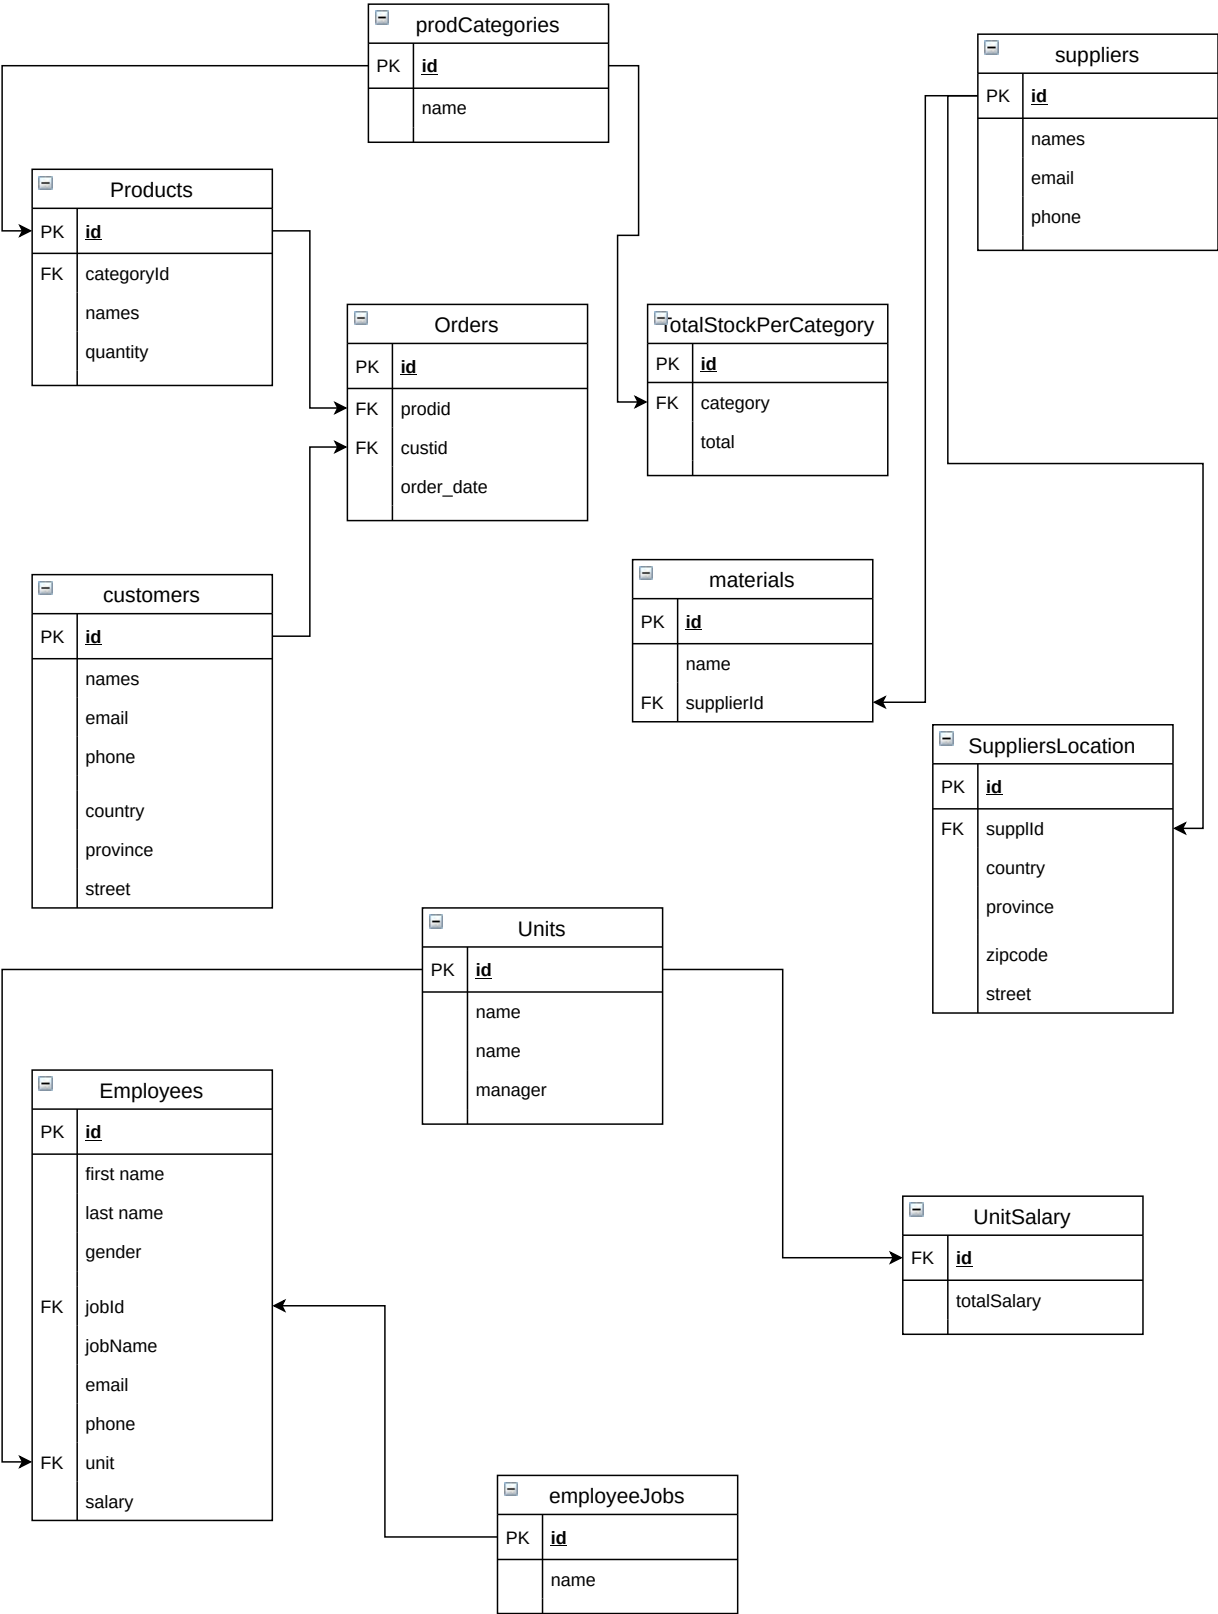 prodCategories
PK id
name
suppliers
PK id
names
email
phone
Products
PK id
FK categoryId
names
quantity
Orders
PK id
FK prodid
FK custid
order_date
TotalStockPerCategory
PK id
FK category
total
customers
PK id
names
email
phone
country
province
street
materials
PK id
name
FK supplierId
SuppliersLocation
PK id
FK supplId
country
province
zipcode
street
Units
PK id
name
name
manager
Employees
PK id
first name
last name
gender
FK jobId
jobName
email
phone
FK unit
salary
UnitSalary
FK id
totalSalary
employeeJobs
PK id
name